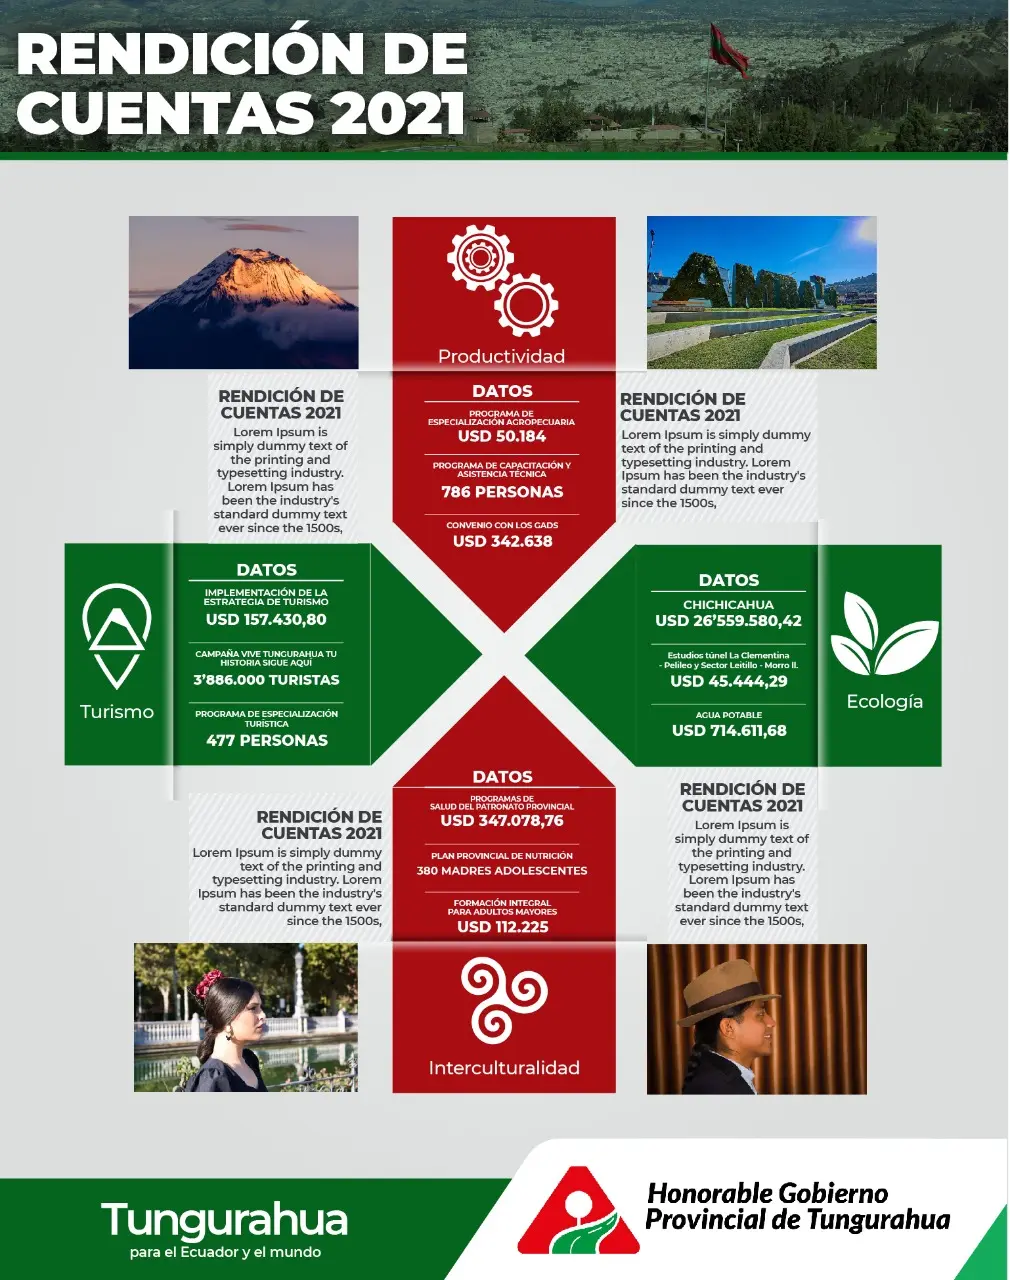 RENDICIÓN DE
CUENTAS 2021
Productividad
DATOS
PROGRAMA DE
ESPECIALIZACIÓN AGROPECUARIA
USD 50.184
PROGRAMA DE CAPACITACIÓN Y
ASISTENCIA TÉCNICA
786 PERSONAS
CONVENIO CON LOS GADS
USD 342.638
RENDICIÓN DE
CUENTAS 2021
Lorem Ipsum is
simply dummy text of
the printing and
typesetting industry.
Lorem Ipsum has
been the industry's
standard dummy text
ever since the 1500s,
RENDICIÓN DE
CUENTAS 2021
Lorem Ipsum is simply dummy
text of the printing and
typesetting industry. Lorem
Ipsum has been the industry's
standard dummy text ever
since the 1500s,
Turismo
DATOS
IMPLEMENTACIÓN DE LA
ESTRATEGIA DE TURISMO
USD 157.430,80
CAMPAÑA VIVE TUNGURAHUA TU
HISTORIA SIGUE AQUÍ
3'886.000 TURISTAS
PROGRAMA DE ESPECIALIZACIÓN
TURÍSTICA
477 PERSONAS
DATOS
CHICHICAHUA
USD 26'559.580,42
Estudios túnel La Clementina
- Pelileo y Sector Leitillo - Morro II.
USD 45.444,29
AGUA POTABLE
USD 714.611,68
Ecología
DATOS
PROGRAMAS DE
SALUD DEL PATRONATO PROVINCIAL
USD 347.078,76
PLAN PROVINCIAL DE NUTRICIÓN
380 MADRES ADOLESCENTES
FORMACIÓN INTEGRAL
PARA ADULTOS MAYORES
USD 112.225
Interculturalidad
RENDICIÓN DE
CUENTAS 2021
Lorem Ipsum is simply dummy
text of the printing and
typesetting industry. Lorem
Ipsum has been the industry's
standard dummy text ever
since the 1500s,
RENDICIÓN DE
CUENTAS 2021
Lorem Ipsum is
simply dummy text of
the printing and
typesetting industry.
Lorem Ipsum has
been the industry's
standard dummy text
ever since the 1500s,
Tungurahua
para el Ecuador y el mundo
Honorable Gobierno
Provincial de Tungurahua